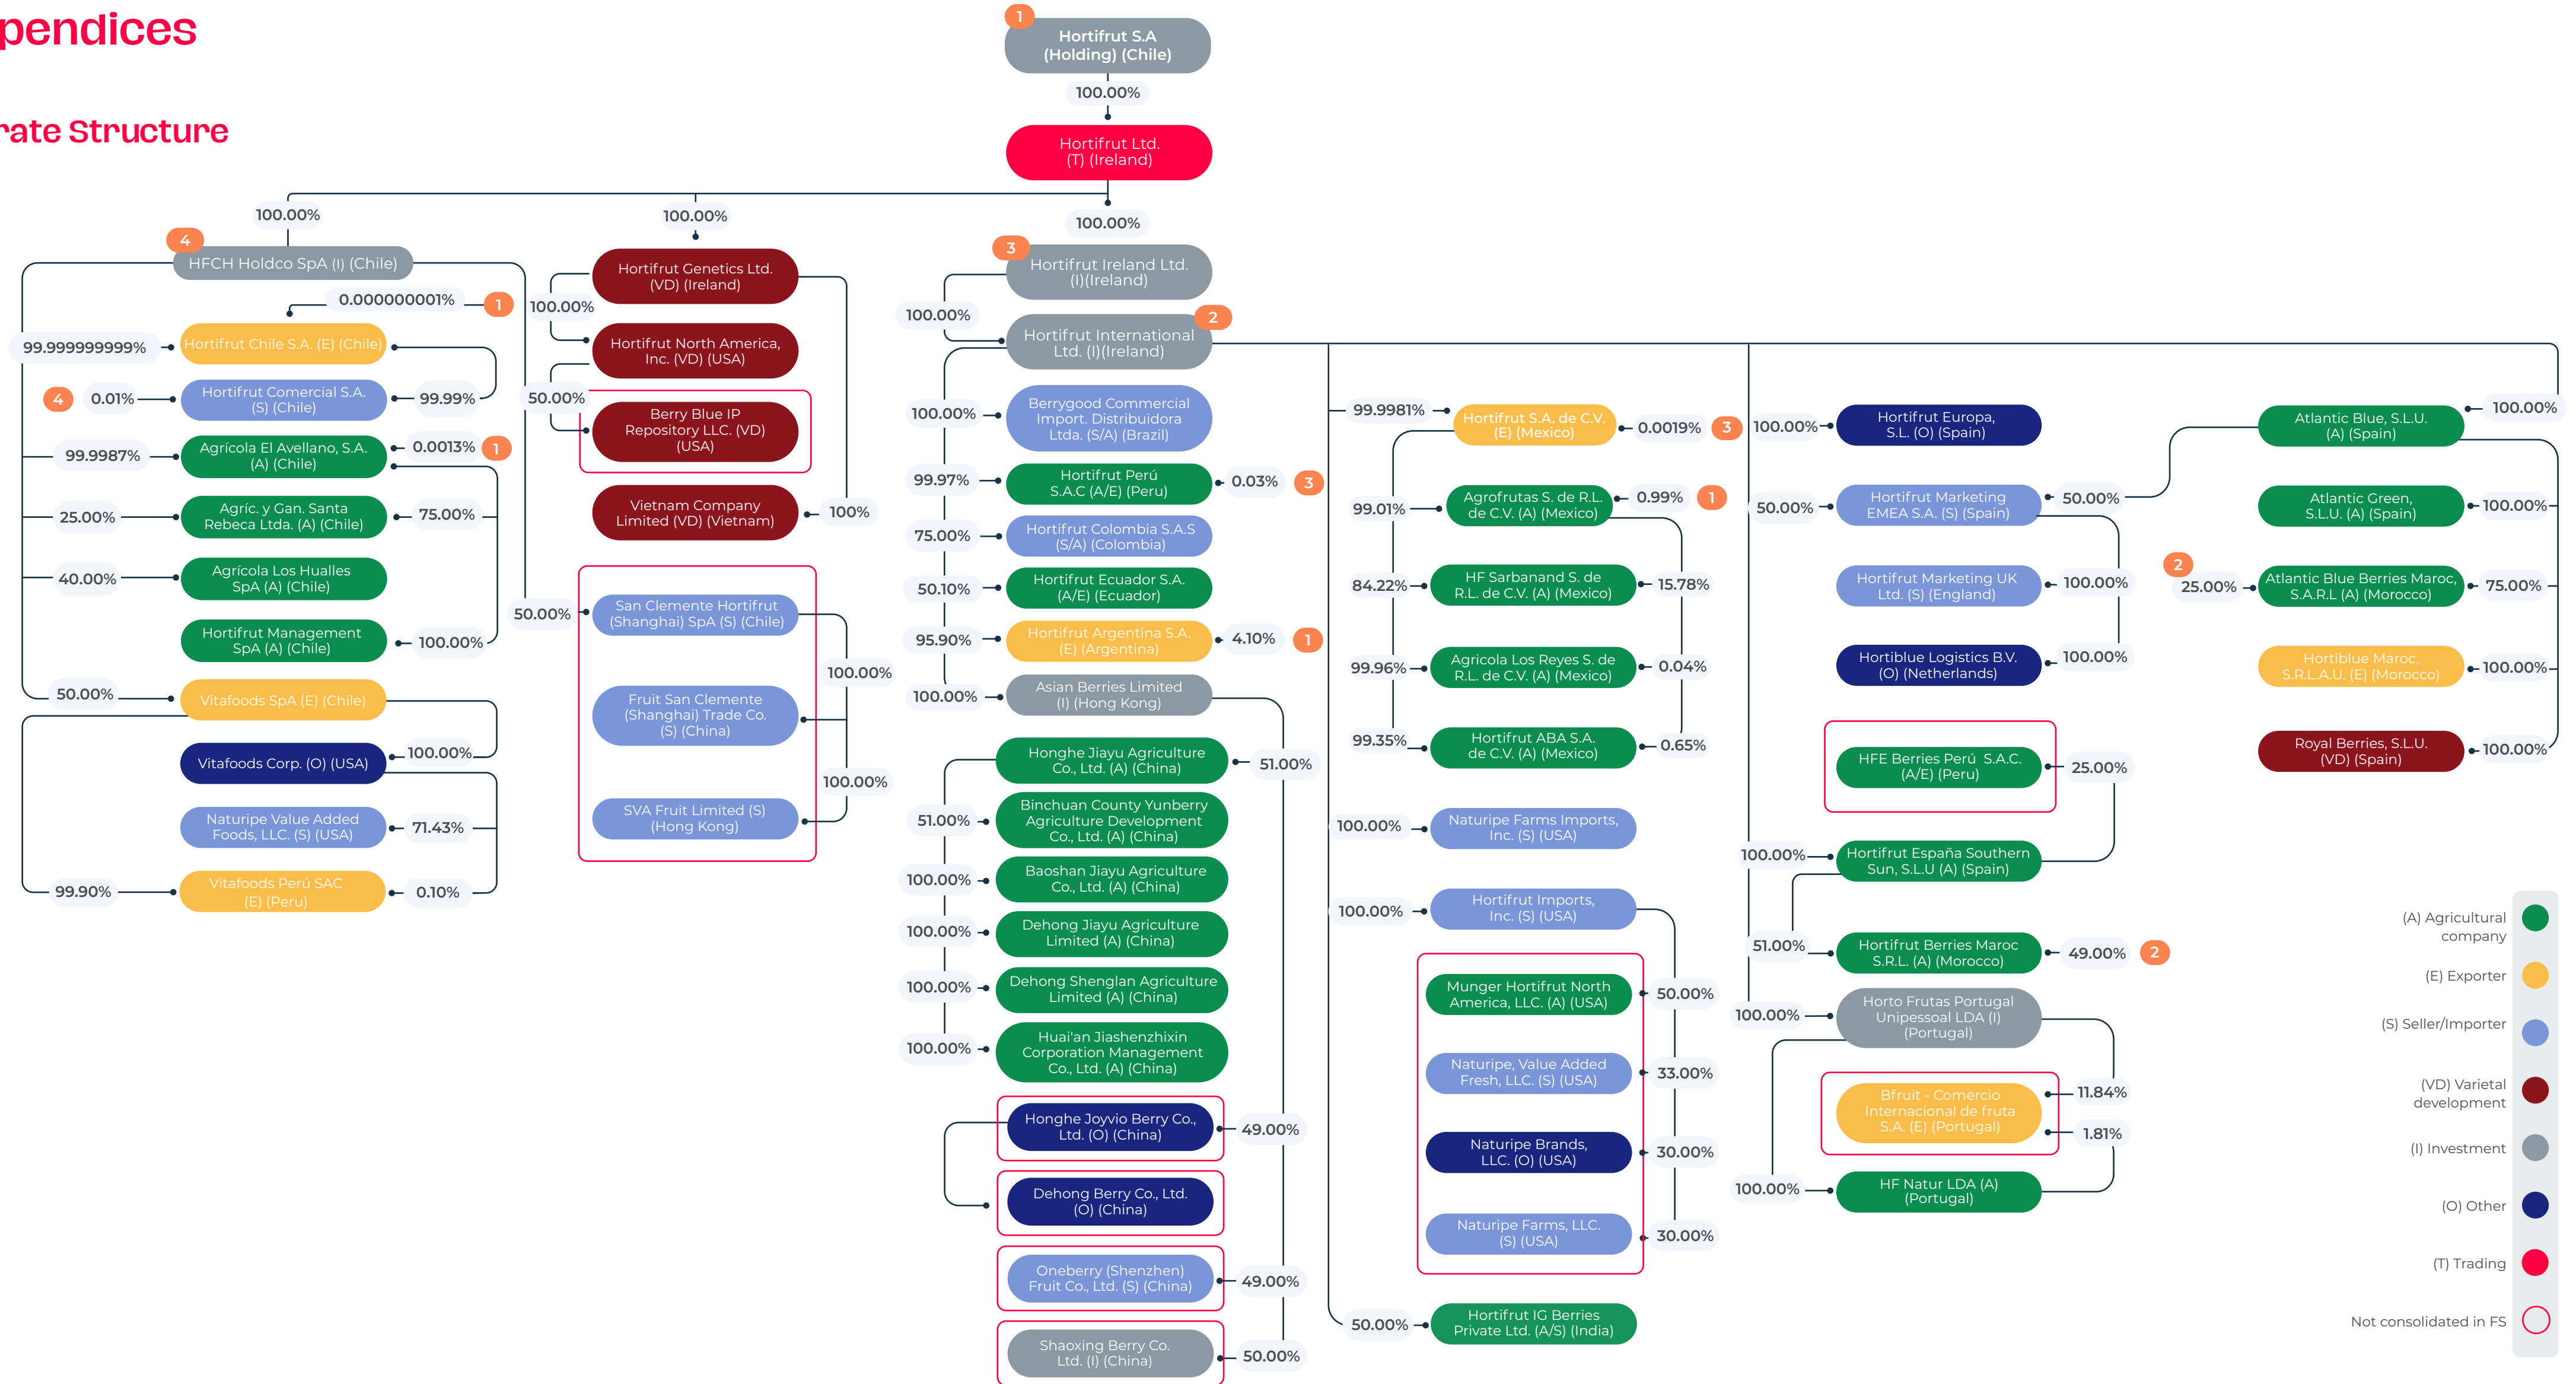 pendices
rate Structure
1
Hortifrut S.A
(Holding) (Chile)
100.00%
Hortifrut Ltd.
(T) (Ireland)
100.00%
100.00%
100.00%
4
HFCH Holdco SpA (I) (Chile)
0.000000001%
1
99.999999999%
Hortifrut Chile S.A. (E) (Chile)
4
0.01%
Hortifrut Comercial S.A.
(S) (Chile)
99.99%
99.9987%
Agrícola El Avellano, S.A.
(A) (Chile)
0.0013%
1
25.00%
Agríc. y Gan. Santa
Rebeca Ltda. (A) (Chile)
75.00%
40.00%
Agrícola Los Hualles
SpA (A) (Chile)
Hortifrut Management
SpA (A) (Chile)
100.00%
50.00%
Vitafoods SpA (E) (Chile)
Vitafoods Corp. (O) (USA)
100.00%
Naturipe Value Added
Foods, LLC. (S) (USA)
71.43%
99.90%
Vitafoods Perú SAC
(E) (Peru)
0.10%
Hortifrut Genetics Ltd.
(VD) (Ireland)
100.00%
Hortifrut North America,
Inc. (VD) (USA)
50.00%
Berry Blue IP
Repository LLC. (VD)
(USA)
Vietnam Company
Limited (VD) (Vietnam)
100%
50.00%
San Clemente Hortifrut
(Shanghai) SpA (S) (Chile)
100.00%
Fruit San Clemente
(Shanghai) Trade Co.
(S) (China)
100.00%
SVA Fruit Limited (S)
(Hong Kong)
3
Hortifrut Ireland Ltd.
(I)(Ireland)
100.00%
2
Hortifrut International
Ltd. (I)(Ireland)
100.00%
Berrygood Commercial
Import. Distribuidora
Ltda. (S/A) (Brazil)
99.97%
Hortifrut Perú
S.A.C (A/E) (Peru)
0.03%
3
75.00%
Hortifrut Colombia S.A.S
(S/A) (Colombia)
50.10%
Hortifrut Ecuador S.A.
(A/E) (Ecuador)
95.90%
Hortifrut Argentina S.A.
(E) (Argentina)
4.10%
1
100.00%
Asian Berries Limited
(I) (Hong Kong)
Honghe Jiayu Agriculture
Co., Ltd. (A) (China)
51.00%
51.00%
Binchuan County Yunberry
Agriculture Development
Co., Ltd. (A) (China)
100.00%
Baoshan Jiayu Agriculture
Co., Ltd. (A) (China)
100.00%
Dehong Jiayu Agriculture
Limited (A) (China)
100.00%
Dehong Shenglan Agriculture
Limited (A) (China)
100.00%
Huai'an Jiashenzhixin
Corporation Management
Co., Ltd. (A) (China)
Honghe Joyvio Berry Co.,
Ltd. (O) (China)
49.00%
Dehong Berry Co., Ltd.
(O) (China)
Oneberry (Shenzhen)
Fruit Co., Ltd. (S) (China)
49.00%
Shaoxing Berry Co.
Ltd. (I) (China)
50.00%
99.9981%
Hortifrut S.A. de C.V.
(E) (Mexico)
0.0019%
3
99.01%
Agrofrutas S. de R.L.
de C.V. (A) (Mexico)
0.99%
1
84.22%
HF Sarbanand S. de
R.L. de C.V. (A) (Mexico)
15.78%
99.96%
Agricola Los Reyes S. de
R.L. de C.V. (A) (Mexico)
0.04%
99.35%
Hortifrut ABA S.A.
de C.V. (A) (Mexico)
0.65%
100.00%
Naturipe Farms Imports,
Inc. (S) (USA)
100.00%
Hortifrut Imports,
Inc. (S) (USA)
Munger Hortifrut North
America, LLC. (A) (USA)
50.00%
Naturipe, Value Added
Fresh, LLC. (S) (USA)
33.00%
Naturipe Brands,
LLC. (O) (USA)
30.00%
Naturipe Farms, LLC.
(S) (USA)
30.00%
50.00%
Hortifrut IG Berries
Private Ltd. (A/S) (India)
100.00%
Hortifrut Europa,
S.L. (O) (Spain)
50.00%
Hortifrut Marketing
EMEA S.A. (S) (Spain)
50.00%
Hortifrut Marketing UK
Ltd. (S) (England)
100.00%
Hortiblue Logistics B.V.
(O) (Netherlands)
100.00%
HFE Berries Perú S.A.C.
(A/E) (Peru)
25.00%
100.00%
Hortifrut España Southern
Sun, S.L.U (A) (Spain)
51.00%
Hortifrut Berries Maroc
S.R.L. (A) (Morocco)
49.00%
2
100.00%
Horto Frutas Portugal
Unipessoal LDA (I)
(Portugal)
Bfruit - Comercio
Internacional de fruta
S.A. (E) (Portugal)
11.84%
1.81%
100.00%
HF Natur LDA (A)
(Portugal)
Atlantic Blue, S.L.U.
(A) (Spain)
100.00%
Atlantic Green,
S.L.U. (A) (Spain)
100.00%
2
25.00%
Atlantic Blue Berries Maroc,
S.A.R.L (A) (Morocco)
75.00%
Hortiblue Maroc,
S.R.L.A.U. (E) (Morocco)
100.00%
Royal Berries, S.L.U.
(VD) (Spain)
100.00%
(A) Agricultural
company
(E) Exporter
(S) Seller/Importer
(VD) Varietal
development
(I) Investment
(O) Other
(T) Trading
Not consolidated in FS